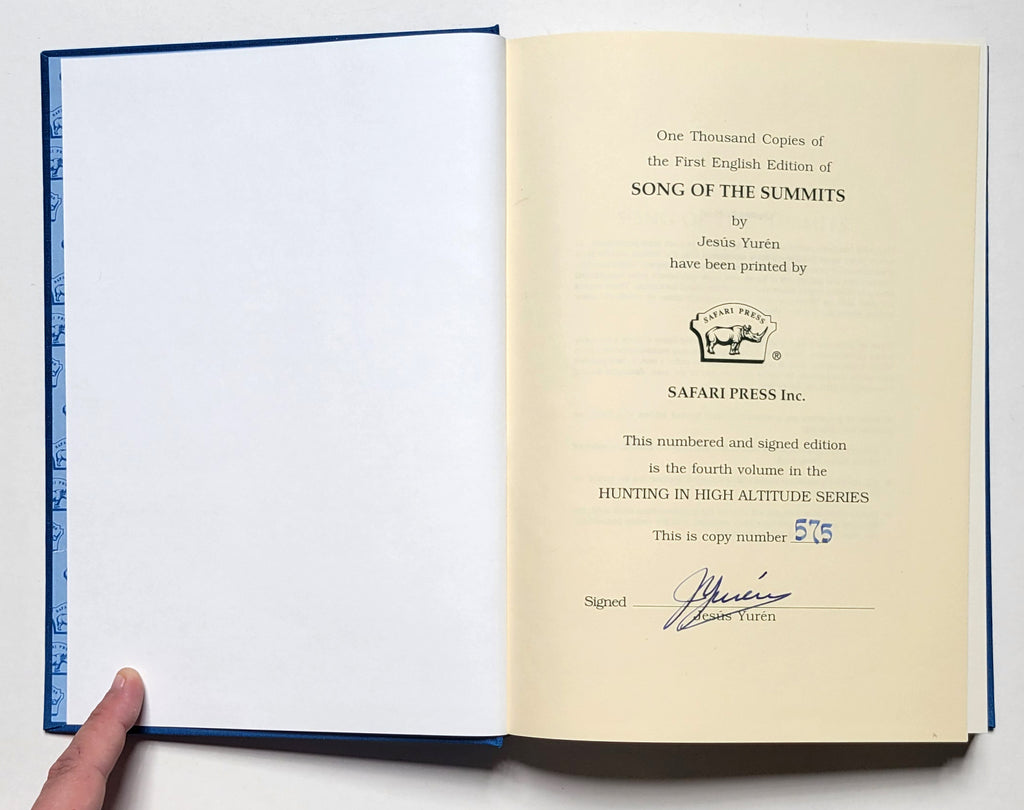 One Thousand Copies of
the First English Edition of
SONG OF THE SUMMITS
by
Jesús Yurén
have been printed by
SAFARI PRESS
®
SAFARI PRESS Inc.
This numbered and signed edition
is the fourth volume in the
HUNTING IN HIGH ALTITUDE SERIES
This is copy number 575
Signed JYurén
Jesús Yurén